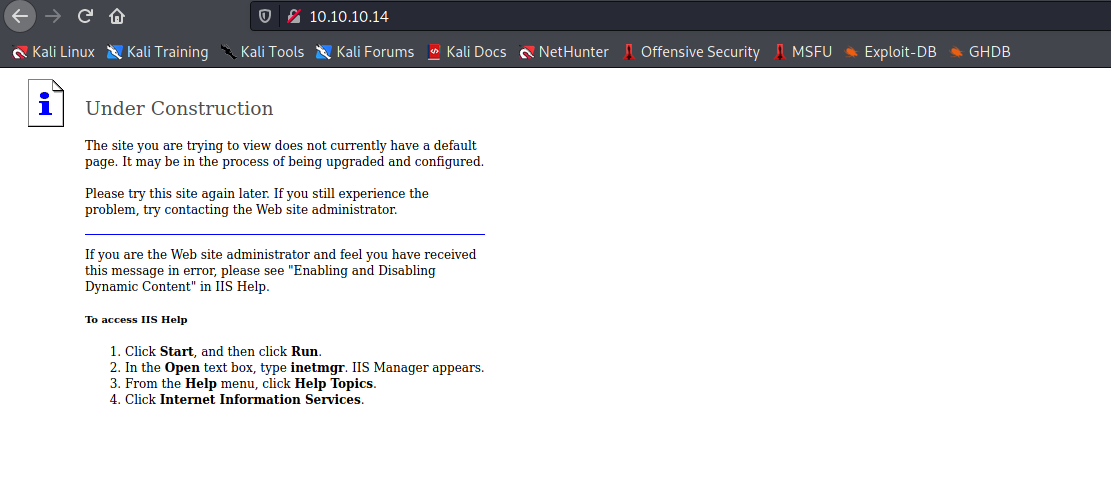 10.10.10.14
Kali Linux Kali Training Kali Tools Kali Forums Kali Docs NetHunter Offensive Security MSFU Exploit-DB GHDB
Under Construction
The site you are trying to view does not currently have a default
page. It may be in the process of being upgraded and configured.
Please try this site again later. If you still experience the
problem, try contacting the Web site administrator.
If you are the Web site administrator and feel you have received
this message in error, please see "Enabling and Disabling
Dynamic Content" in IIS Help.
To access IIS Help
1. Click Start, and then click Run.
2. In the Open text box, type inetmgr. IIS Manager appears.
3. From the Help menu, click Help Topics.
4. Click Internet Information Services.